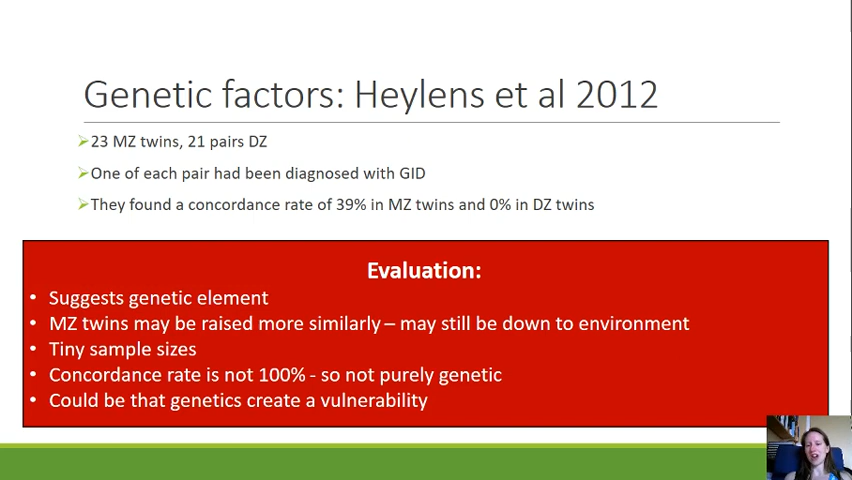 Genetic factors: Heylens et al 2012
23 MZ twins, 21 pairs DZ
One of each pair had been diagnosed with GID
They found a concordance rate of 39% in MZ twins and 0% in DZ twins
Evaluation:
• Suggests genetic element
• MZ twins may be raised more similarly – may still be down to environment
• Tiny sample sizes
• Concordance rate is not 100% - so not purely genetic
• Could be that genetics create a vulnerability